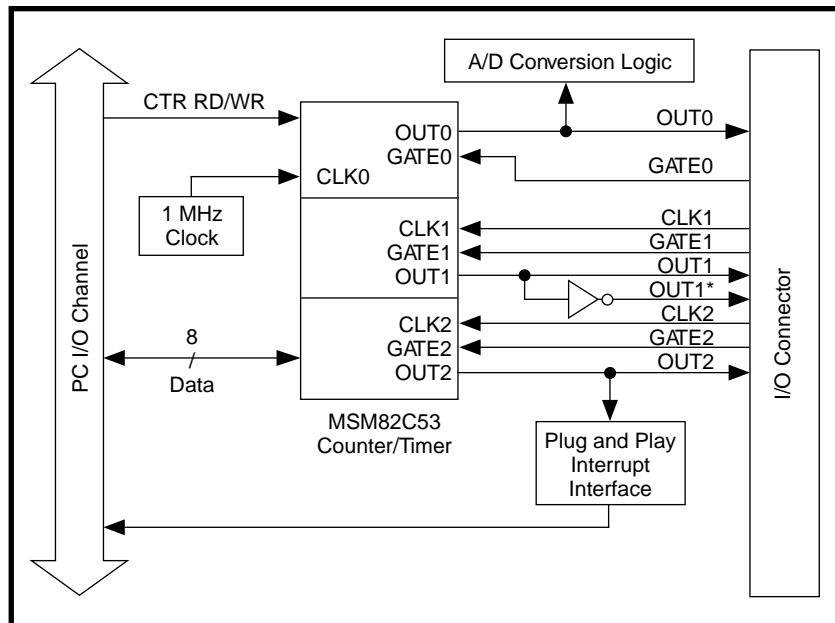 A/D Conversion Logic
CTR RD/WR
OUT0
OUT0
GATE0
GATE0
CLK0
1 MHz
Clock
CLK1
CLK1
GATE1
GATE1
OUT1
OUT1
OUT1*
CLK2
CLK2
GATE2
GATE2
OUT2
OUT2
8
Data
PC I/O Channel
I/O Connector
MSM82C53
Counter/Timer
Plug and Play
Interrupt
Interface